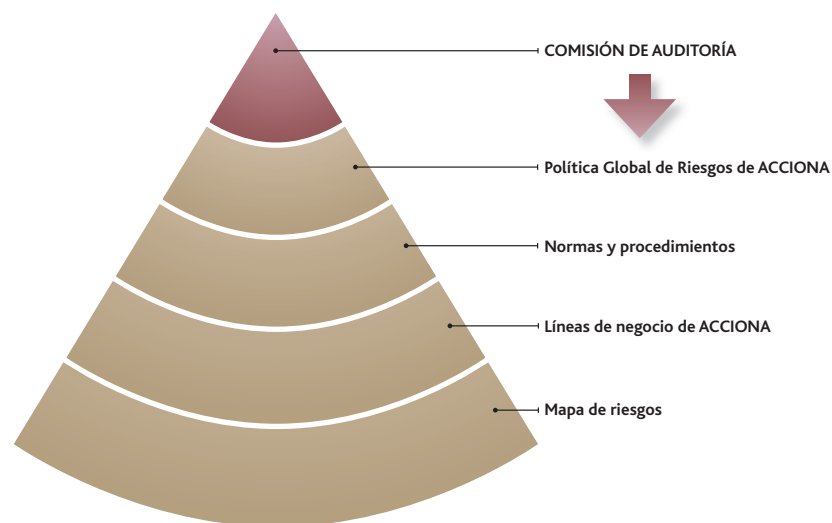 COMISIÓN DE AUDITORÍA
Política Global de Riesgos de ACCIONA
Normas y procedimientos
Líneas de negocio de ACCIONA
Mapa de riesgos